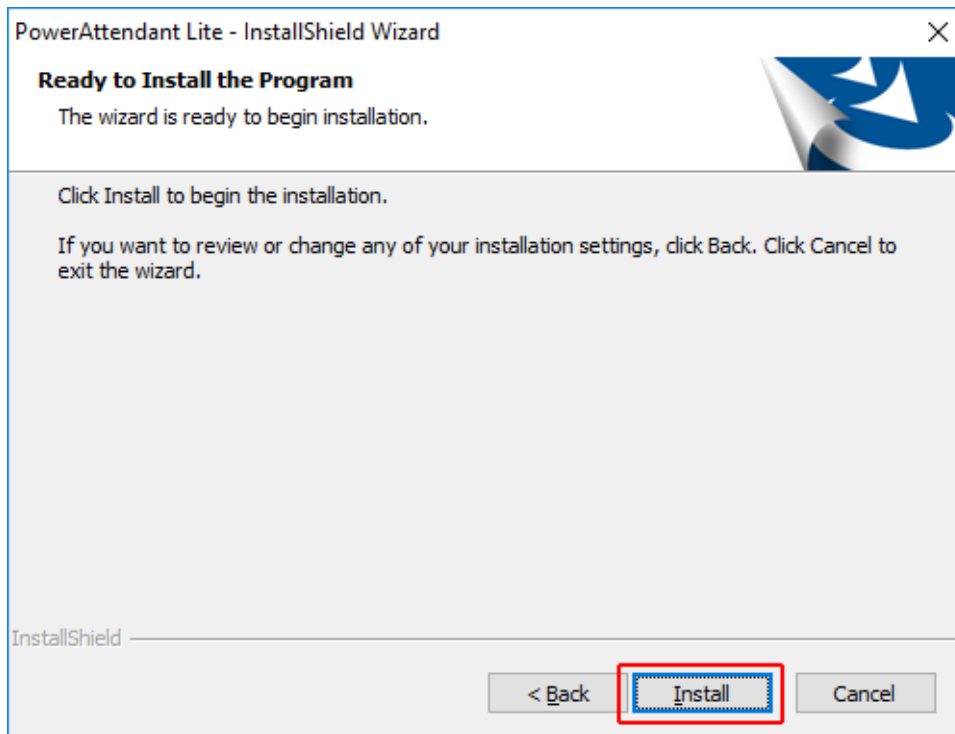 PowerAttendant Lite - InstallShield Wizard
Ready to Install the Program
The wizard is ready to begin installation.
Click Install to begin the installation.
If you want to review or change any of your installation settings, click Back. Click Cancel to
exit the wizard.
InstallShield
< Back
Install
Cancel